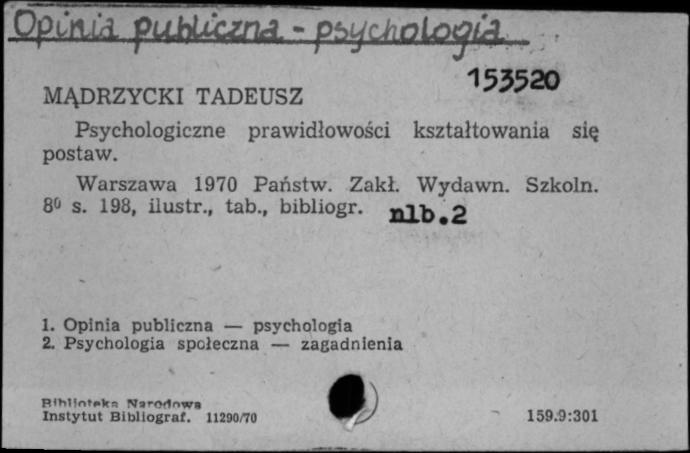 Opinia publiczna - psychologia
153520
MĄDRZYCKI TADEUSZ
Psychologiczne prawidłowości kształtowania się
postaw.
Warszawa 1970 Państw. Zakł. Wydawn. Szkoln.
8⁰ s. 198, ilustr., tab., bibliogr. nlb.2
1. Opinia publiczna — psychologia
2. Psychologia społeczna — zagadnienia
Biblioteka Narodowa
Instytut Bibliograf. 11290/70
159.9:301